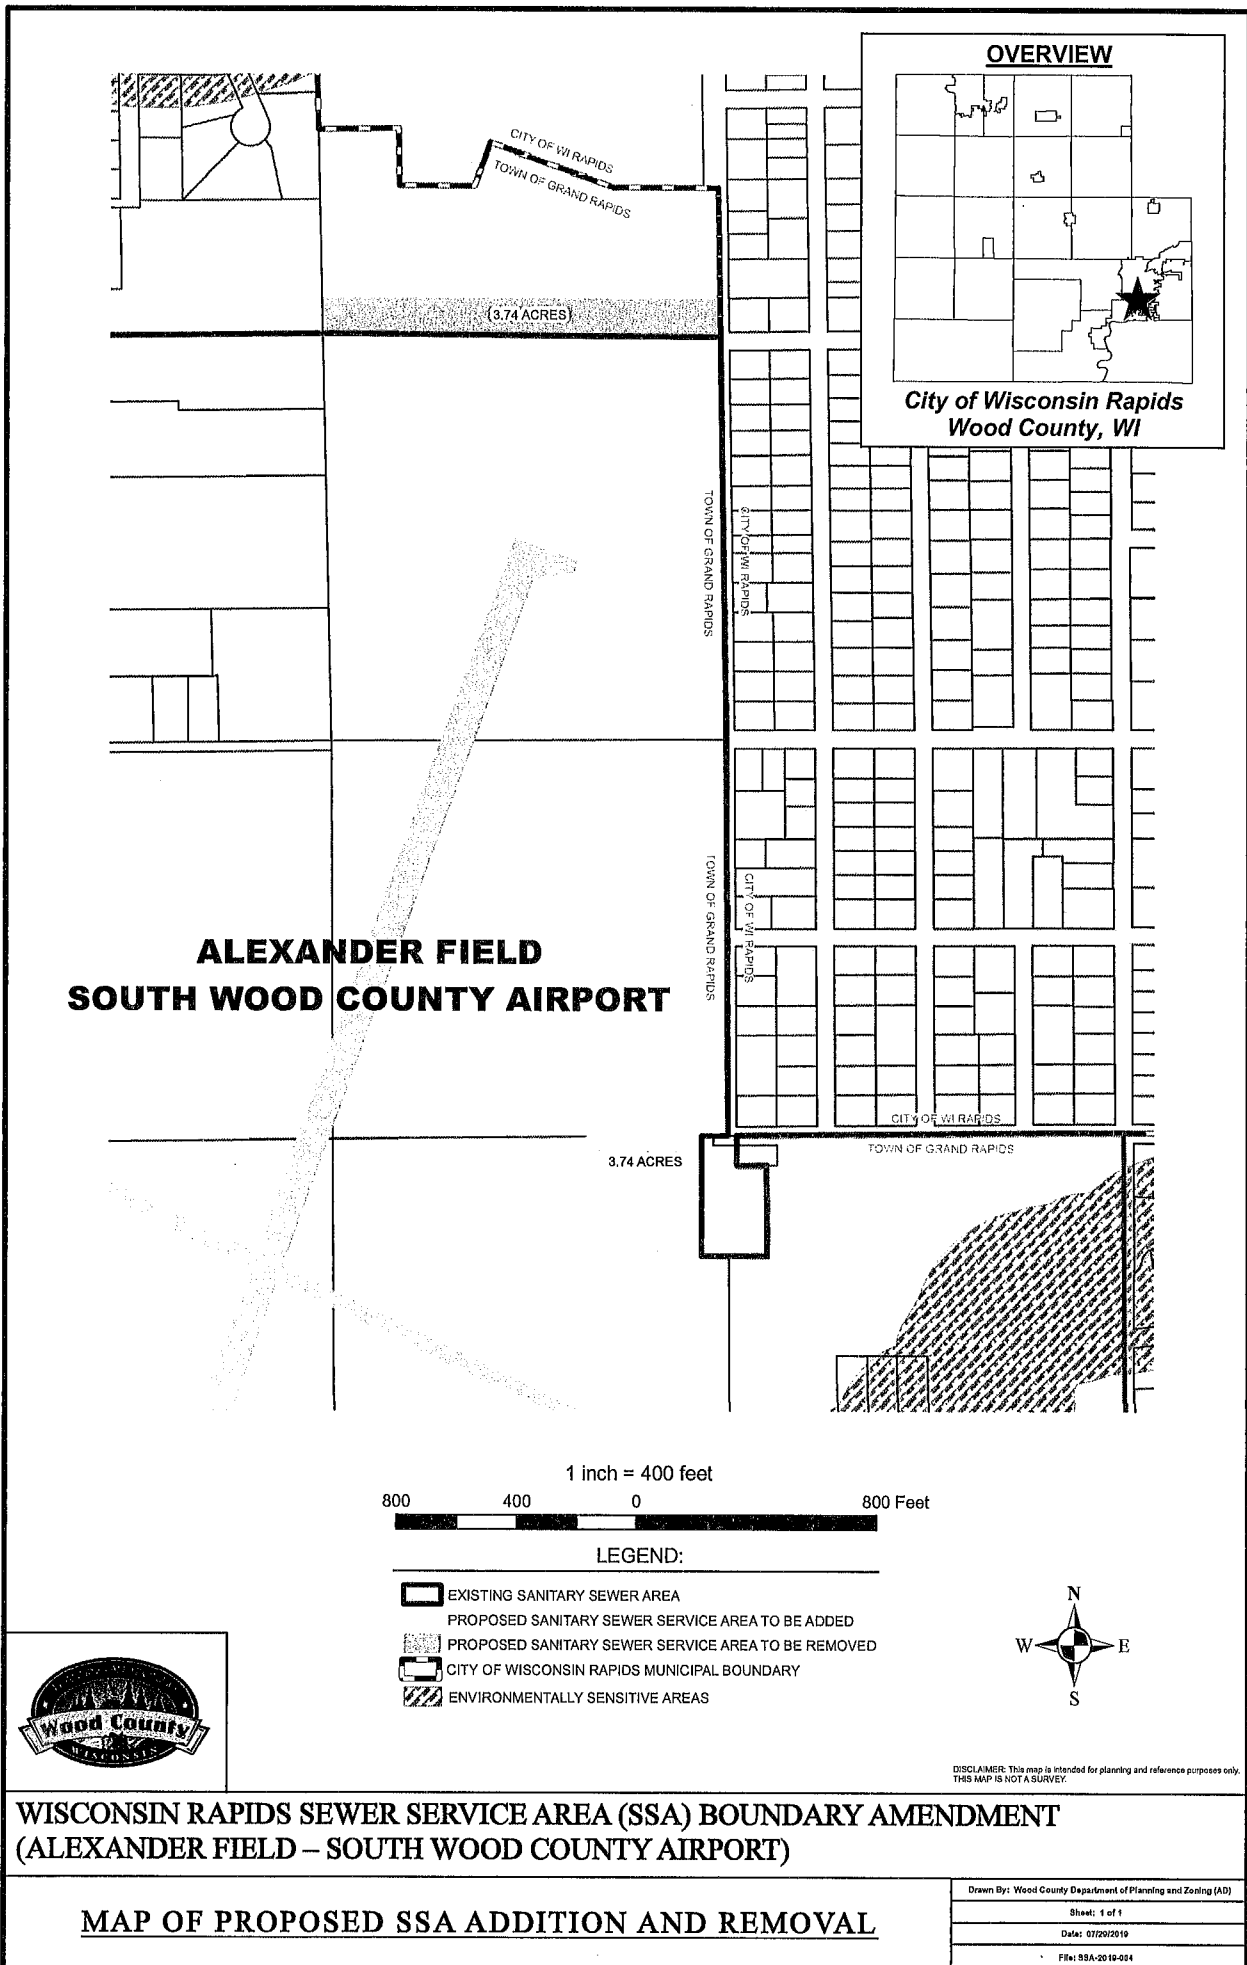 OVERVIEW
City of Wisconsin Rapids
Wood County, WI
CITY OF WI RAPIDS
TOWN OF GRAND RAPIDS
(3.74 ACRES)
TOWN OF GRAND RAPIDS
CITY OF WI RAPIDS
TOWN OF GRAND RAPIDS
CITY OF WI RAPIDS
ALEXANDER FIELD
SOUTH WOOD COUNTY AIRPORT
CITY OF WI RAPIDS
TOWN OF GRAND RAPIDS
3.74 ACRES
1 inch = 400 feet
800 400 0 800 Feet
LEGEND:
EXISTING SANITARY SEWER AREA
PROPOSED SANITARY SEWER SERVICE AREA TO BE ADDED
PROPOSED SANITARY SEWER SERVICE AREA TO BE REMOVED
CITY OF WISCONSIN RAPIDS MUNICIPAL BOUNDARY
ENVIRONMENTALLY SENSITIVE AREAS
N
W E
S
Wood County
WISCONSIN
DISCLAIMER: This map is intended for planning and reference purposes only.
THIS MAP IS NOT A SURVEY.
WISCONSIN RAPIDS SEWER SERVICE AREA (SSA) BOUNDARY AMENDMENT
(ALEXANDER FIELD – SOUTH WOOD COUNTY AIRPORT)
MAP OF PROPOSED SSA ADDITION AND REMOVAL
Drawn By: Wood County Department of Planning and Zoning (AD)
Sheet: 1 of 1
Date: 07/29/2019
File: SSA-2019-004